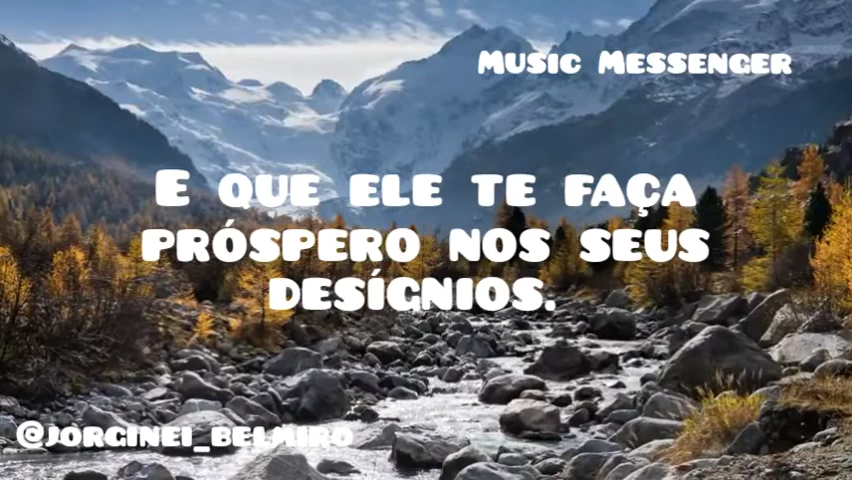 Music Messenger
E que ele te faça
próspero nos seus
desígnios.
@jorginei_belmiro